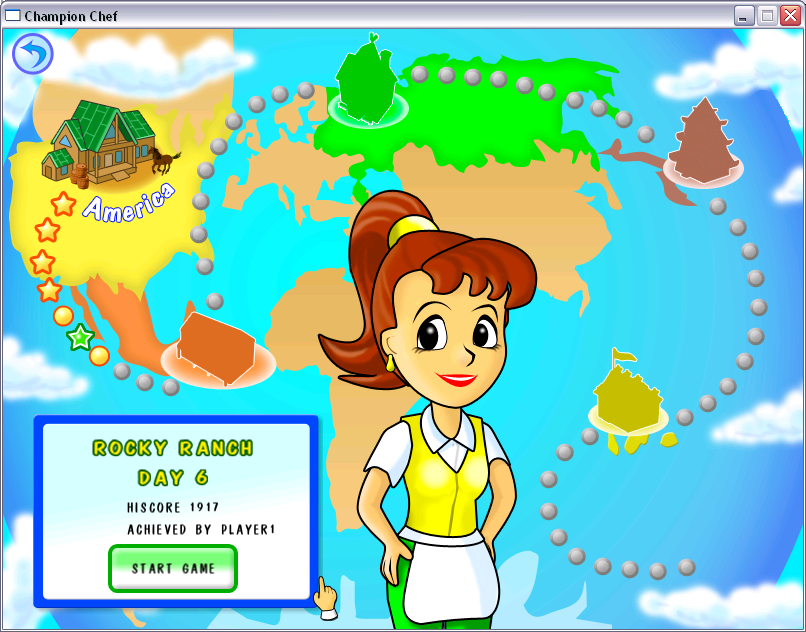 Champion Chef
America
ROCKY RANCH
DAY 6
HISCORE 1917
ACHIEVED BY PLAYER1
START GAME